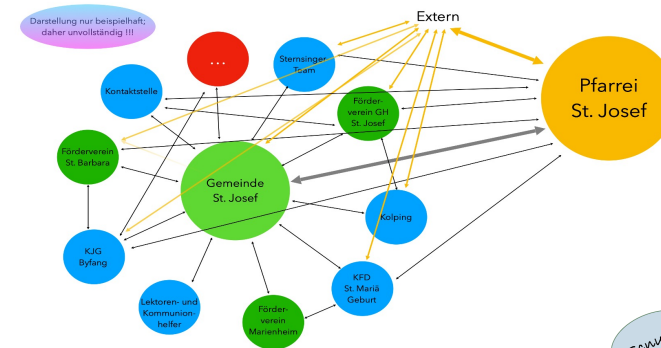 Darstellung nur beispielhaft;
daher unvollständig !!!
Extern
...
Sternsinger
Team
Pfarrei
St. Josef
Kontaktstelle
Förder-
verein GH
St. Josef
Förderverein
St. Barbara
Gemeinde
St. Josef
Kolping
KJG
Byfang
KFD
St. Mariä
Geburt
Lektoren- und
Kommunion-
helfer
Förder-
verein
Marienheim